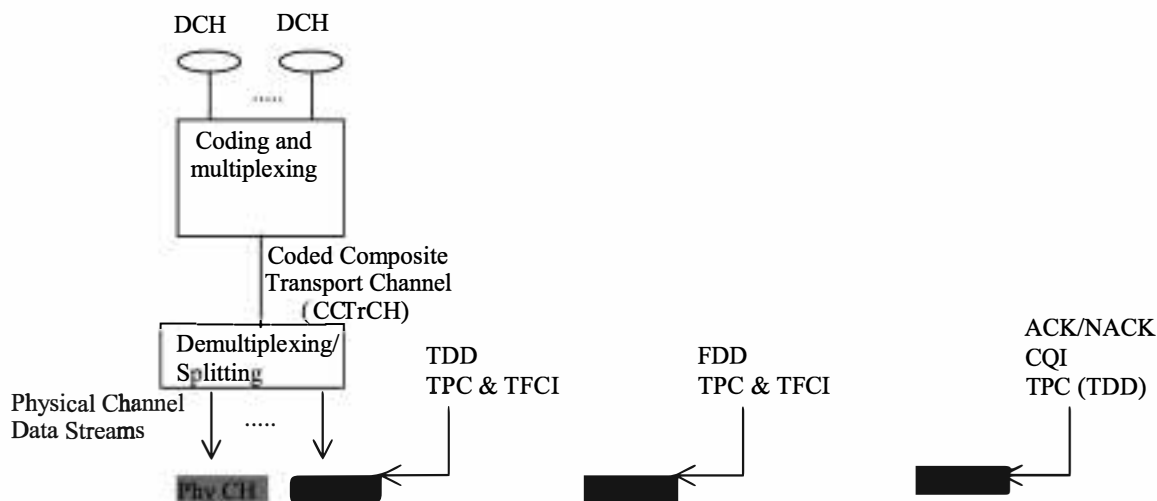 DCH DCH
.....
Coding and
multiplexing
Coded Composite
Transport Channel
(CCTrCH)
Demultiplexing/
Splitting
Physical Channel
Data Streams
.....
TDD
TPC & TFCI
FDD
TPC & TFCI
ACK/NACK
CQI
TPC (TDD)
Phy CH